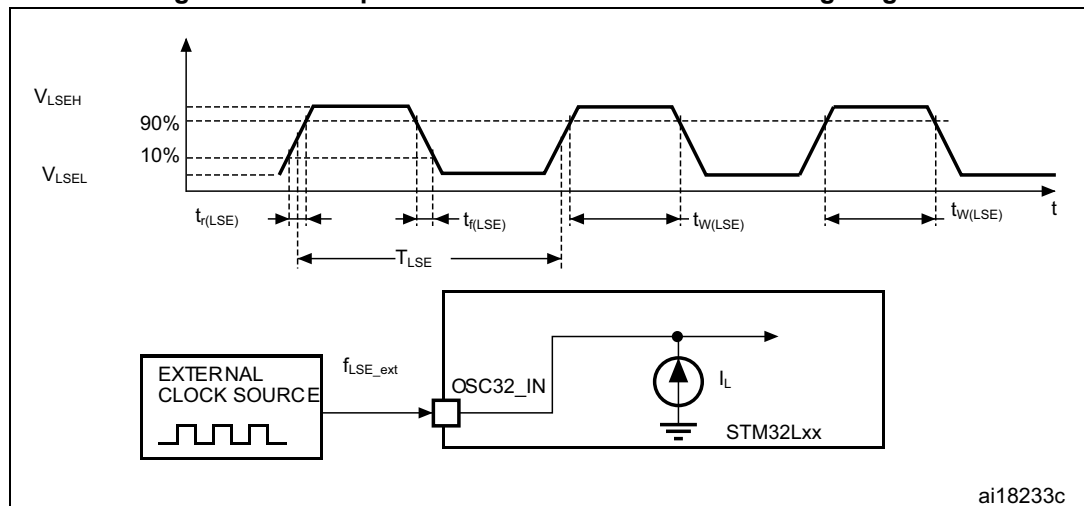 V_LSEH
90%
10%
V_LSEL
t_r(LSE)
t_f(LSE)
t_W(LSE)
t_W(LSE)
t
T_LSE
EXTERNAL
CLOCK SOURCE
f_LSE_ext
OSC32_IN
I_L
STM32Lxx
ai18233c